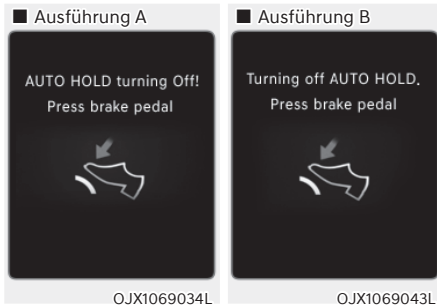 ■ Ausführung A
AUTO HOLD turning Off!
Press brake pedal
OJX1069034L
■ Ausführung B
Turning off AUTO HOLD.
Press brake pedal
OJX1069043L